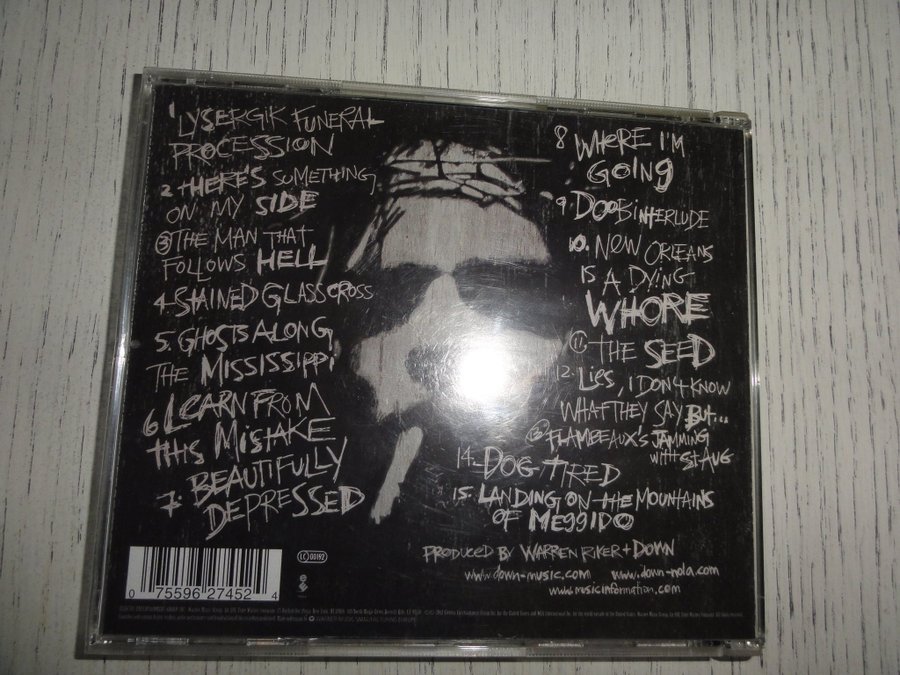 1 LYSERGIK FUNERAL
PROCESSION
2. THERE'S SOMETHING
ON MY SIDE
3 THE MAN THAT
FOLLOWS HELL
4. STAINED GLASS CROSS
5. GHOSTS ALONG
THE MISSISSIPPI
6. LEARN FROM
THIS MISTAKE
7. BEAUTIFULLY
DEPRESSED
8 WHERE I'M
GOING
9. DOOBINTERLUDE
10. NEW ORLEANS
IS A DYING
WHORE
11. THE SEED
12. LIES, I DON'T KNOW
WHAT THEY SAY BUT...
13 FLAMBEAUX'S JAMMING
WITH ST AUG
14. DOG TIRED
15. LANDING ON THE MOUNTAINS
OF MEGGIDO
PRODUCED BY WARREN RIKER + DOWN
www.down-music.com www.down-nola.com
www.musicinformation.com
LC 00192
0 75596 27452 4